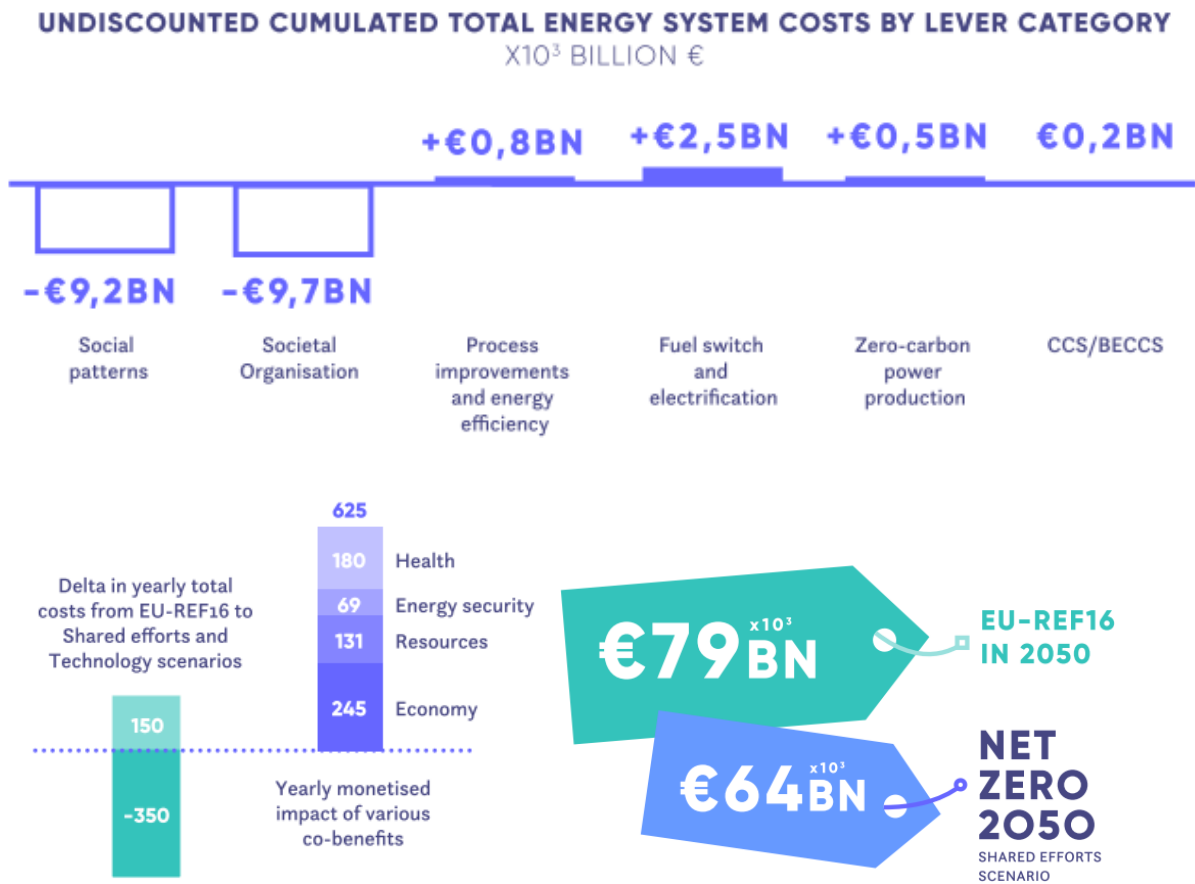 UNDISCOUNTED CUMULATED TOTAL ENERGY SYSTEM COSTS BY LEVER CATEGORY
X10³ BILLION €
+€0,8BN
+€2,5BN
+€0,5BN
€0,2BN
-€9,2BN
-€9,7BN
Social
patterns
Societal
Organisation
Process
improvements
and energy
efficiency
Fuel switch
and
electrification
Zero-carbon
power
production
CCS/BECCS
Delta in yearly total
costs from EU-REF16 to
Shared efforts and
Technology scenarios
150
-350
625
180 Health
69 Energy security
131 Resources
245 Economy
Yearly monetised
impact of various
co-benefits
€79 x10³ BN
EU-REF16
IN 2050
€64 x10³ BN
NET
ZERO
2050
SHARED EFFORTS
SCENARIO